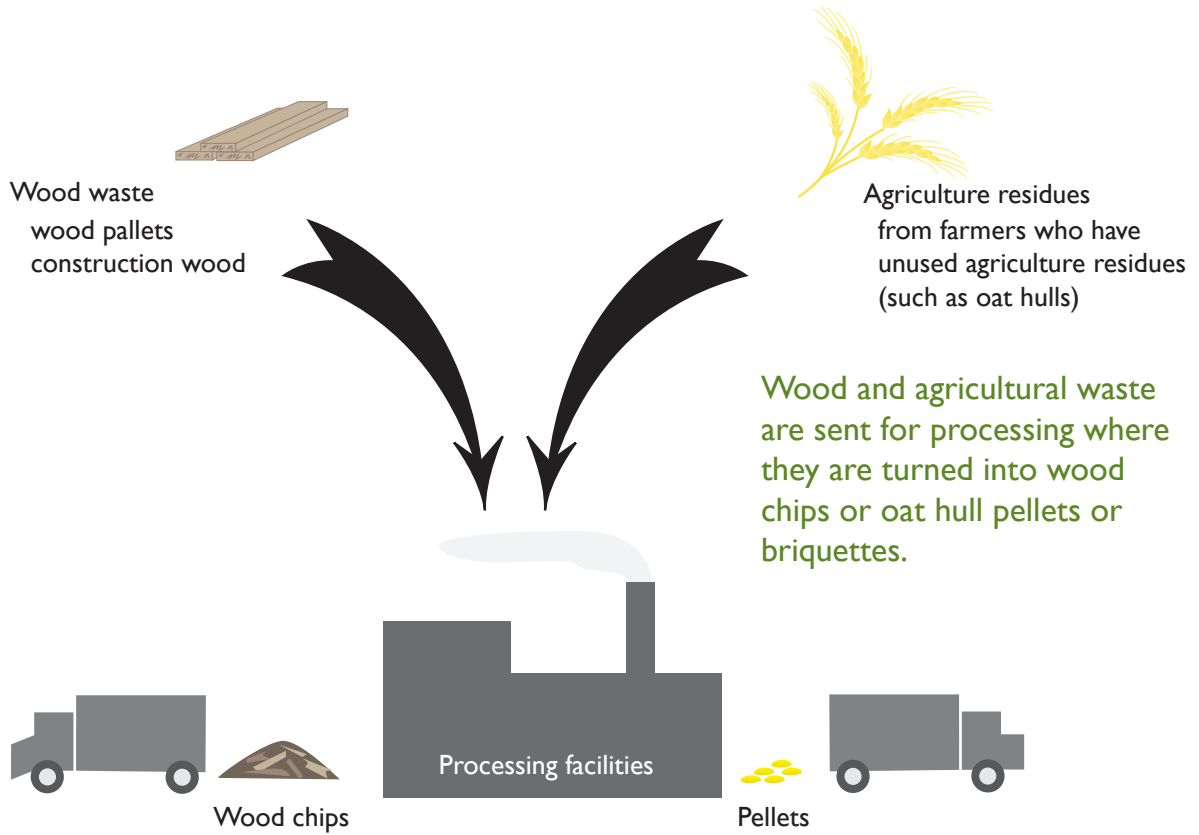 Wood waste
wood pallets
construction wood
Agriculture residues
from farmers who have
unused agriculture residues
(such as oat hulls)
Wood and agricultural waste
are sent for processing where
they are turned into wood
chips or oat hull pellets or
briquettes.
Processing facilities
Wood chips
Pellets